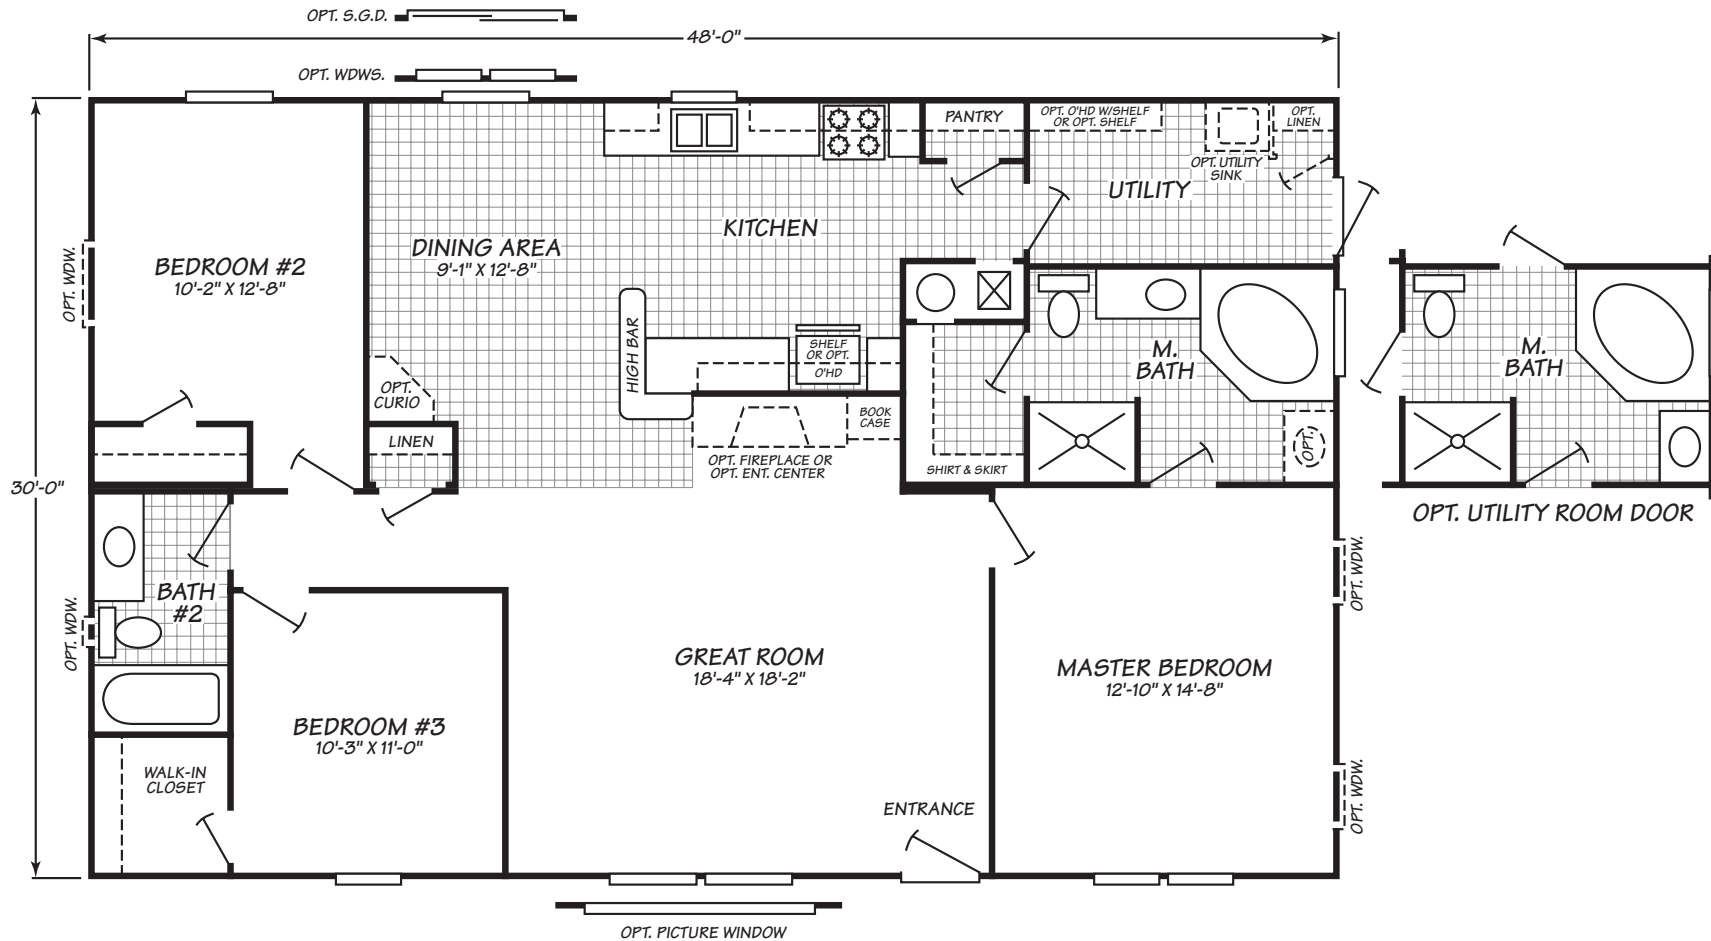 OPT. S.G.D.
48'-0"
OPT. WDWS.
PANTRY
OPT. O'HD W/SHELF
OR OPT. SHELF
OPT.
LINEN
OPT. UTILITY
SINK
UTILITY
KITCHEN
DINING AREA
9'-1" X 12'-8"
BEDROOM #2
10'-2" X 12'-8"
OPT. WDW.
HIGH BAR
SHELF
OR OPT.
O'HD
M.
BATH
M.
BATH
OPT.
CURIO
BOOK
CASE
LINEN
OPT. FIREPLACE OR
OPT. ENT. CENTER
SHIRT & SKIRT
OPT.
30'-0"
OPT. UTILITY ROOM DOOR
OPT. WDW.
BATH
#2
OPT. WDW.
GREAT ROOM
18'-4" X 18'-2"
MASTER BEDROOM
12'-10" X 14'-8"
BEDROOM #3
10'-3" X 11'-0"
WALK-IN
CLOSET
OPT. WDW.
ENTRANCE
OPT. PICTURE WINDOW